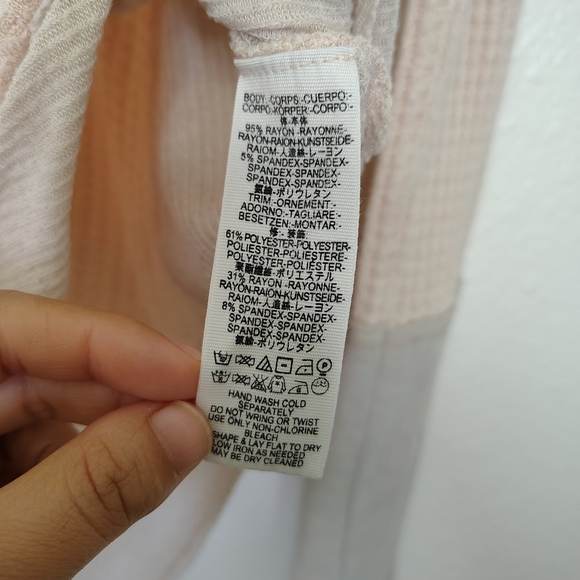 BODY-CORPS-CUERPO:-
CORPO-KÖRPER-CORPO:-
体-本体
95% RAYON-RAYONNE-
RAYON-RAION-KUNSTSEIDE-
RAIOM-人造絲-レーヨン
5% SPANDEX-SPANDEX-
SPANDEX-SPANDEX-
SPANDEX-SPANDEX-
氨綸-ポリウレタン
TRIM-ORNEMENT-
ADORNO:-TAGLIARE-
BESETZEN:-MONTAR:-
修-装飾
61% POLYESTER-POLYESTER-
POLIESTER-POLIESTERE-
POLYESTER-POLIÉSTER-
聚酯纖維-ポリエステル
31% RAYON-RAYONNE-
RAYON-RAION-KUNSTSEIDE-
RAIOM-人造絲-レーヨン
8% SPANDEX-SPANDEX-
SPANDEX-SPANDEX-
SPANDEX-SPANDEX-
氨綸-ポリウレタン
HAND WASH COLD
SEPARATELY
DO NOT WRING OR TWIST
USE ONLY NON-CHLORINE
BLEACH
SHAPE & LAY FLAT TO DRY
LOW IRON AS NEEDED
MAY BE DRY CLEANED